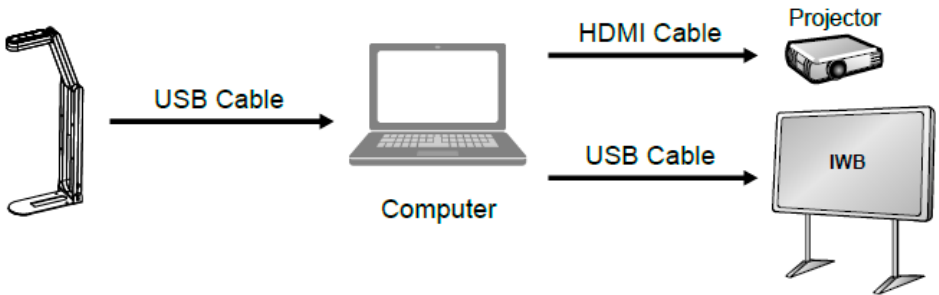 USB Cable
Computer
HDMI Cable
Projector
USB Cable
IWB